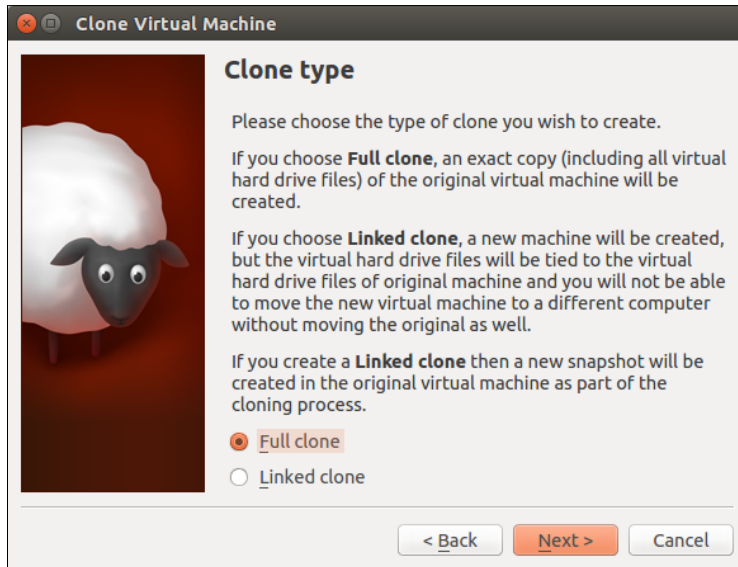 Clone Virtual Machine
Clone type
Please choose the type of clone you wish to create.
If you choose Full clone, an exact copy (including all virtual
hard drive files) of the original virtual machine will be
created.
If you choose Linked clone, a new machine will be created,
but the virtual hard drive files will be tied to the virtual
hard drive files of original machine and you will not be able
to move the new virtual machine to a different computer
without moving the original as well.
If you create a Linked clone then a new snapshot will be
created in the original virtual machine as part of the
cloning process.
Full clone
Linked clone
< Back Next > Cancel